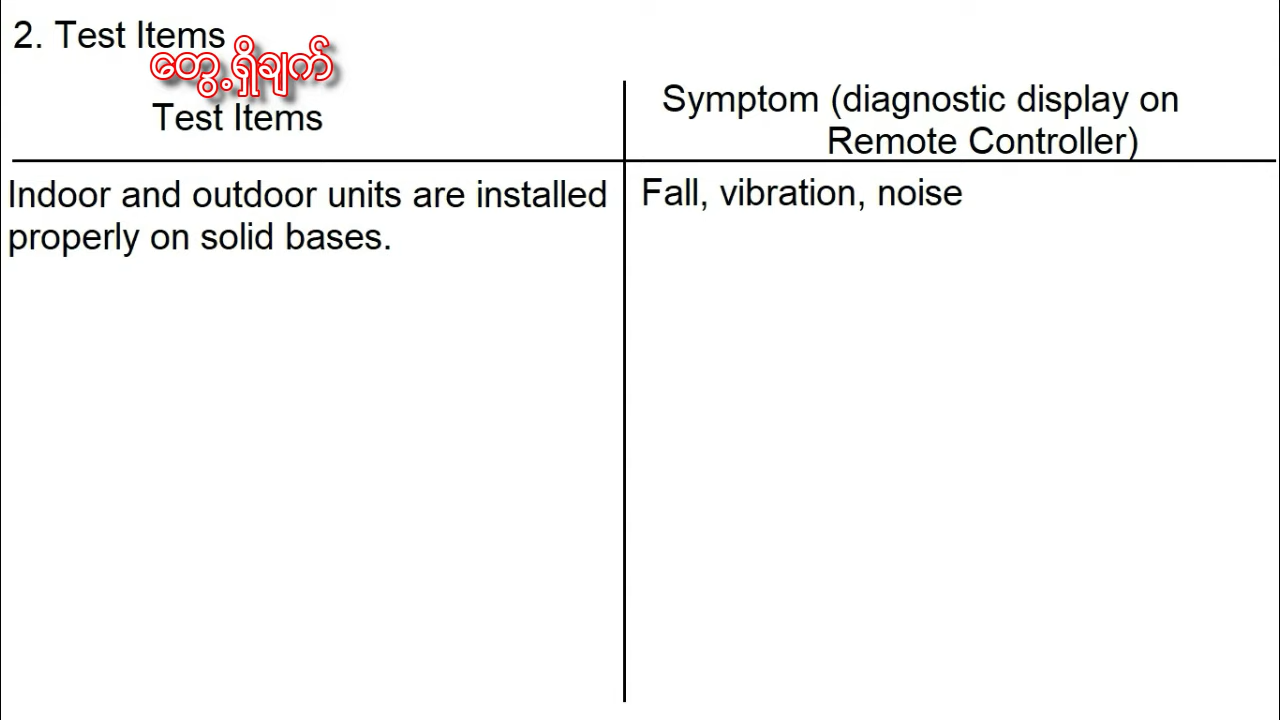 2. Test Items
တွေ့ရှိချက်
Test Items
Symptom (diagnostic display on
Remote Controller)
Indoor and outdoor units are installed
properly on solid bases.
Fall, vibration, noise